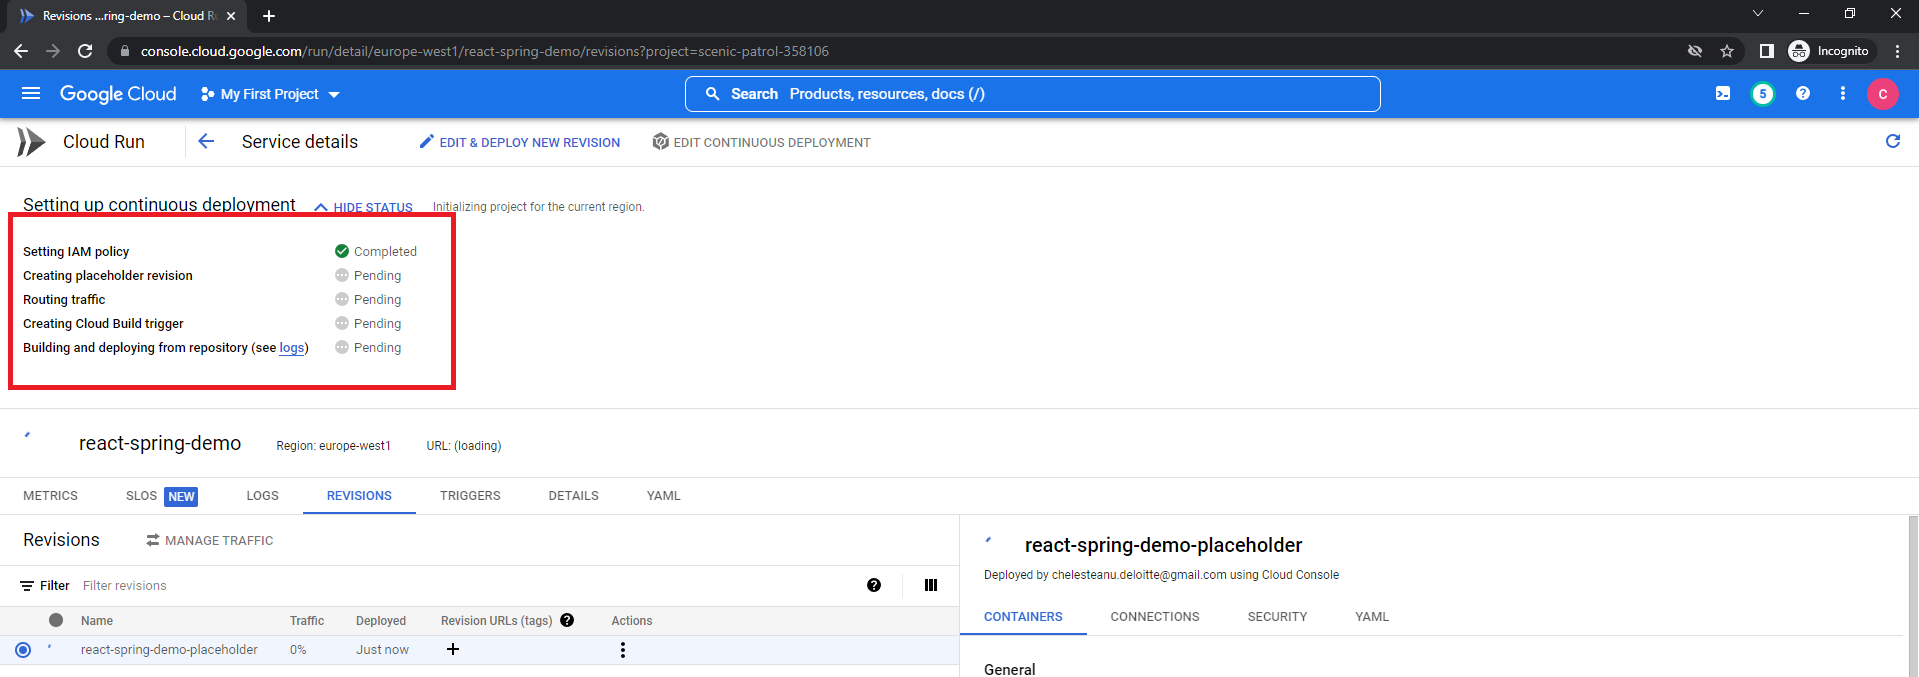 Revisions ...ring-demo – Cloud Ru
console.cloud.google.com/run/detail/europe-west1/react-spring-demo/revisions?project=scenic-patrol-358106
Incognito
Google Cloud
My First Project
Search Products, resources, docs (/)
5
C
Cloud Run
Service details
EDIT & DEPLOY NEW REVISION
EDIT CONTINUOUS DEPLOYMENT
Setting up continuous deployment
HIDE STATUS
Initializing project for the current region.
Setting IAM policy Completed
Creating placeholder revision Pending
Routing traffic Pending
Creating Cloud Build trigger Pending
Building and deploying from repository (see logs) Pending
react-spring-demo
Region: europe-west1
URL: (loading)
METRICS SLOS NEW LOGS REVISIONS TRIGGERS DETAILS YAML
Revisions
MANAGE TRAFFIC
Filter Filter revisions
Name Traffic Deployed Revision URLs (tags) Actions
react-spring-demo-placeholder 0% Just now
react-spring-demo-placeholder
Deployed by chelesteanu.deloitte@gmail.com using Cloud Console
CONTAINERS CONNECTIONS SECURITY YAML
General